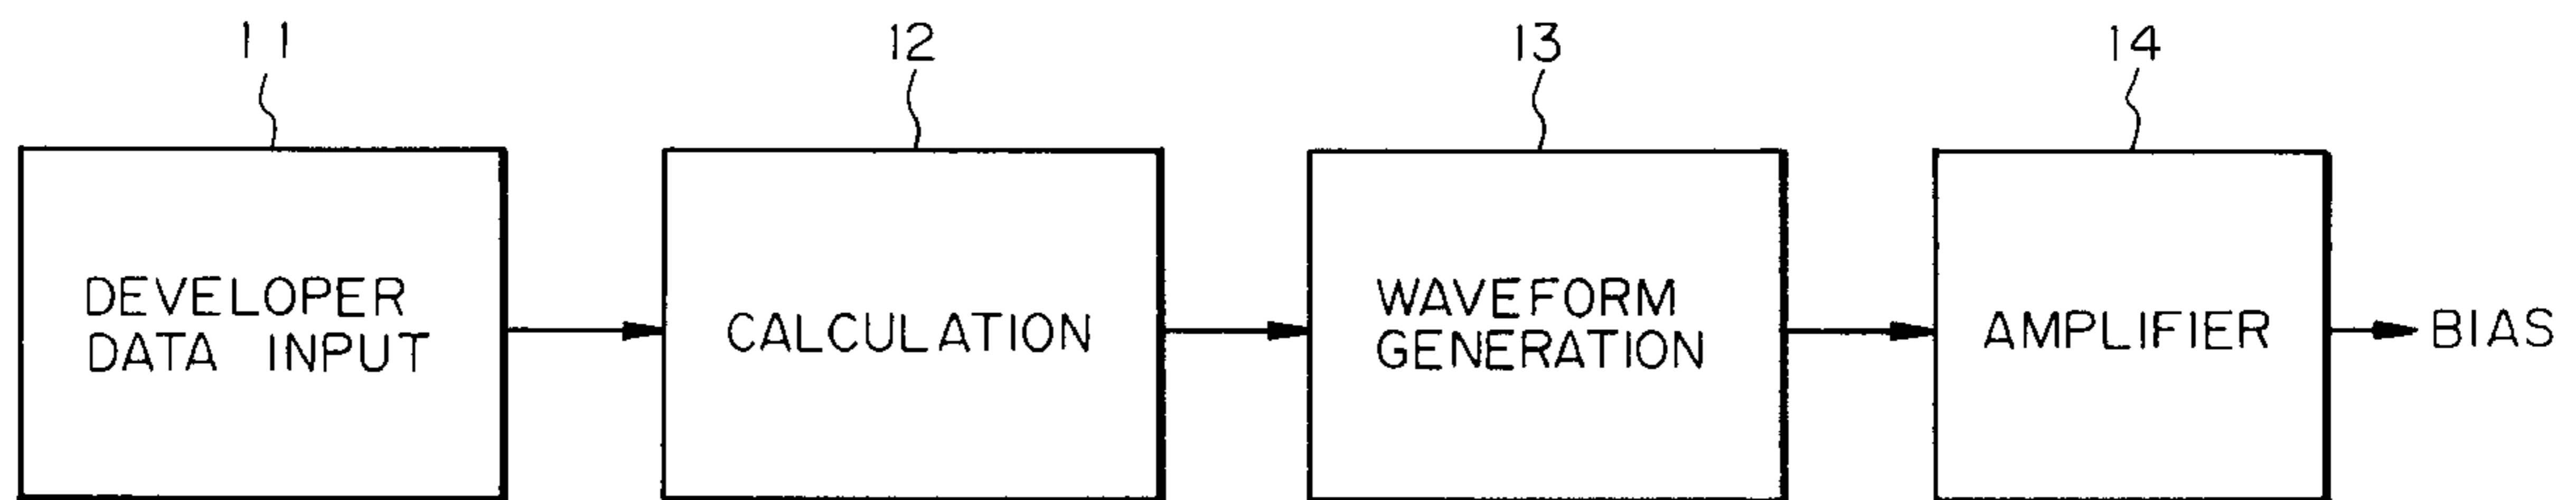 11
12
13
14
DEVELOPER
DATA INPUT
CALCULATION
WAVEFORM
GENERATION
AMPLIFIER
BIAS